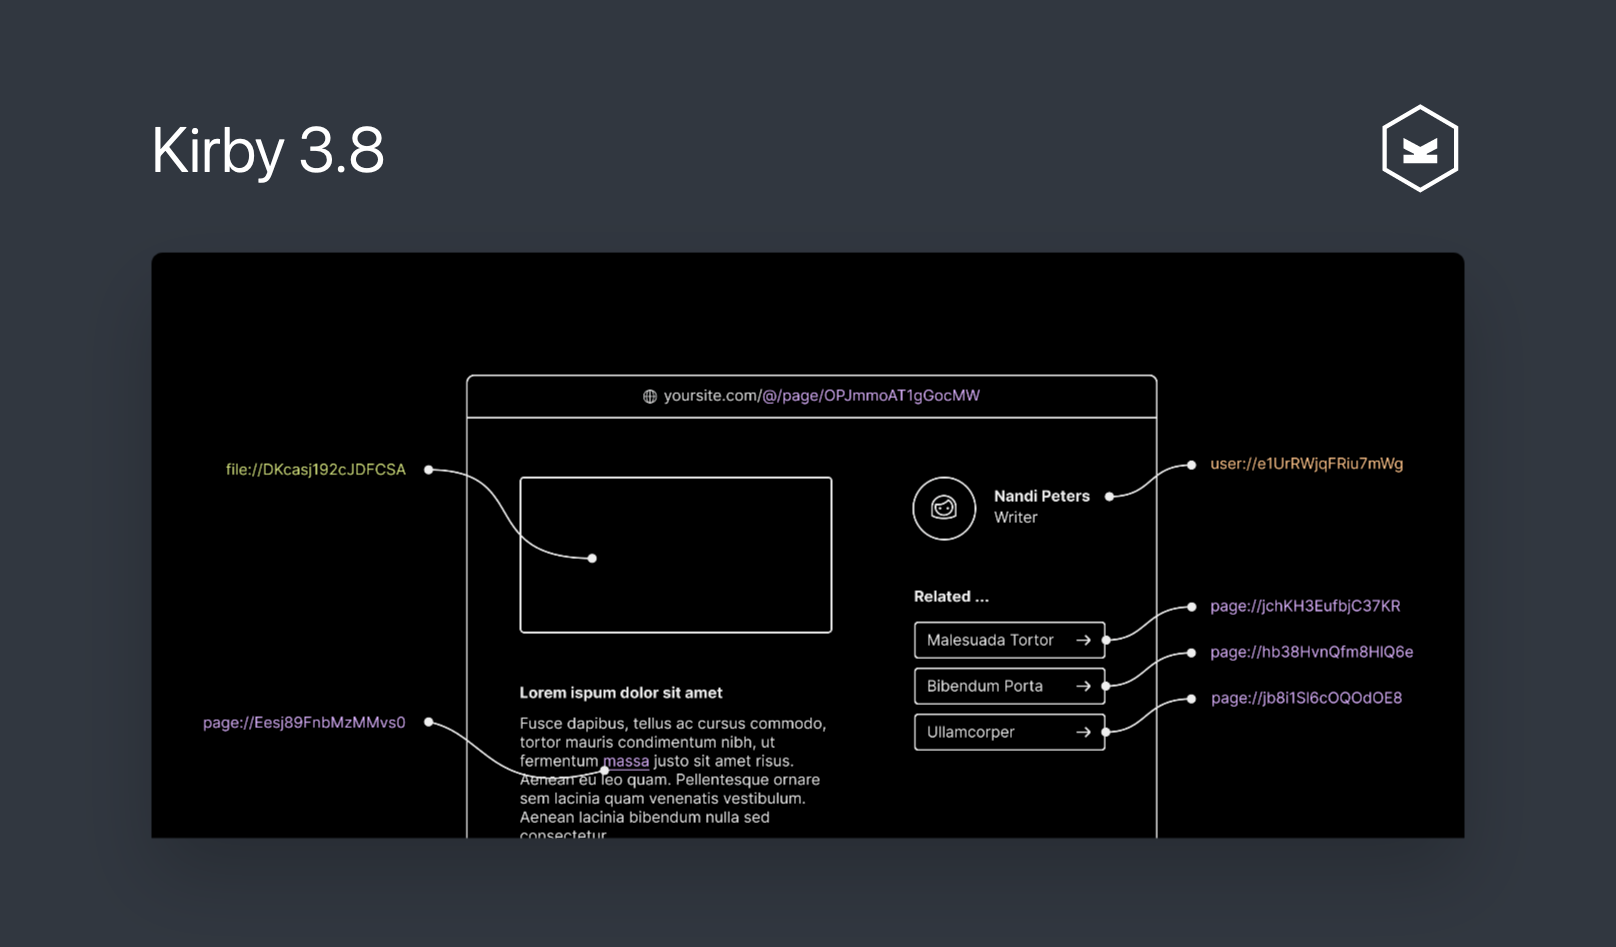 Kirby 3.8
yoursite.com/@/page/OPJmmoAT1gGocMW
file://DKcasj192cJDFCSA
user://e1UrRWjqFRiu7mWg
Nandi Peters
Writer
Related ...
Malesuada Tortor
page://jchKH3EufbjC37KR
Bibendum Porta
page://hb38HvnQfm8HIQ6e
Ullamcorper
page://jb8i1Sl6cOQOdOE8
page://Eesj89FnbMzMMvs0
Lorem ispum dolor sit amet
Fusce dapibus, tellus ac cursus commodo,
tortor mauris condimentum nibh, ut
fermentum massa justo sit amet risus.
Aenean eu leo quam. Pellentesque ornare
sem lacinia quam venenatis vestibulum.
Aenean lacinia bibendum nulla sed
consectetur